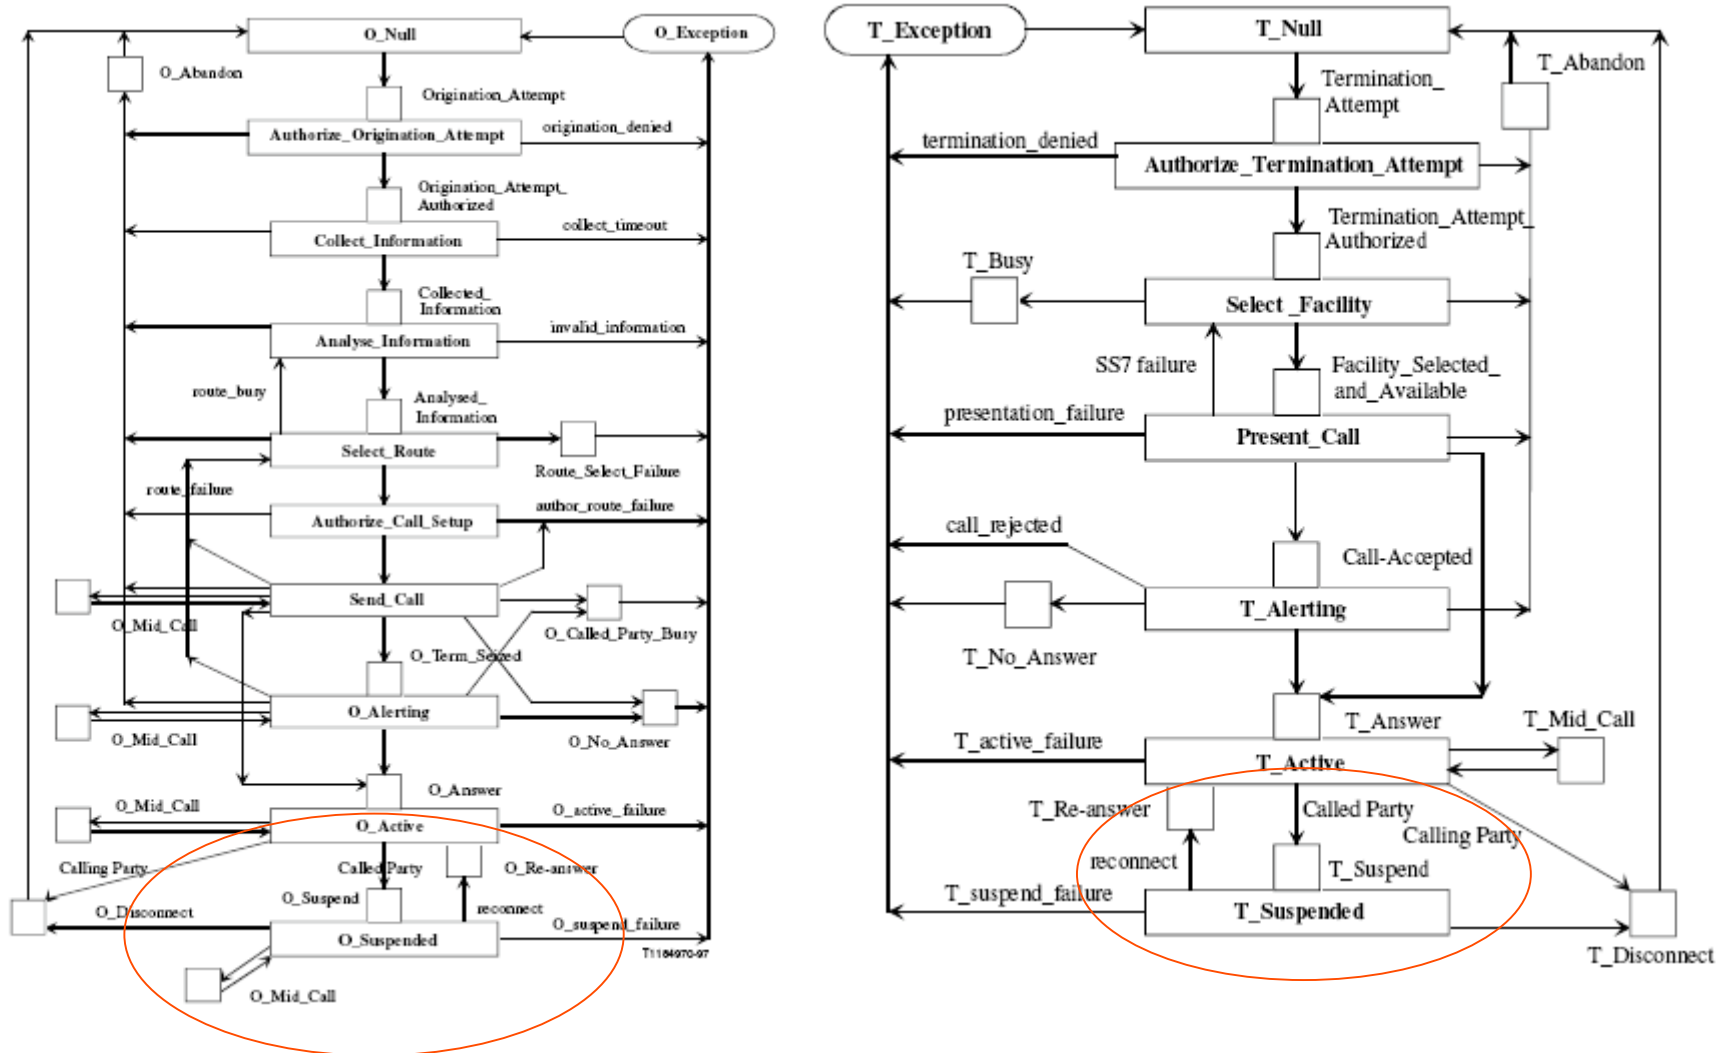 O_Null
O_Exception
O_Abandon
Origination_Attempt
Authorize_Origination_Attempt
origination_denied
Origination_Attempt_
Authorized
Collect_Information
collect_timeout
Collected_
Information
Analyse_Information
invalid_information
route_busy
Analysed_
Information
Select_Route
Route_Select_Failure
route_failure
Authorize_Call_Setup
author_route_failure
Send_Call
O_Mid_Call
O_Called_Party_Busy
O_Term_Seized
O_Alerting
O_Mid_Call
O_No_Answer
O_Answer
O_Mid_Call
O_Active
O_active_failure
Calling Party
Called Party
O_Re-answer
O_Suspend
reconnect
O_Disconnect
O_Suspended
O_suspend_failure
T1184970-97
O_Mid_Call
T_Exception
T_Null
T_Abandon
Termination_
Attempt
termination_denied
Authorize_Termination_Attempt
Termination_Attempt_
Authorized
T_Busy
Select _Facility
SS7 failure
Facility_Selected_
and_Available
presentation_failure
Present_Call
call_rejected
Call-Accepted
T_Alerting
T_No_Answer
T_Answer
T_Mid_Call
T_active_failure
T_Active
T_Re-answer
Called Party
Calling Party
reconnect
T_Suspend
T_suspend_failure
T_Suspended
T_Disconnect